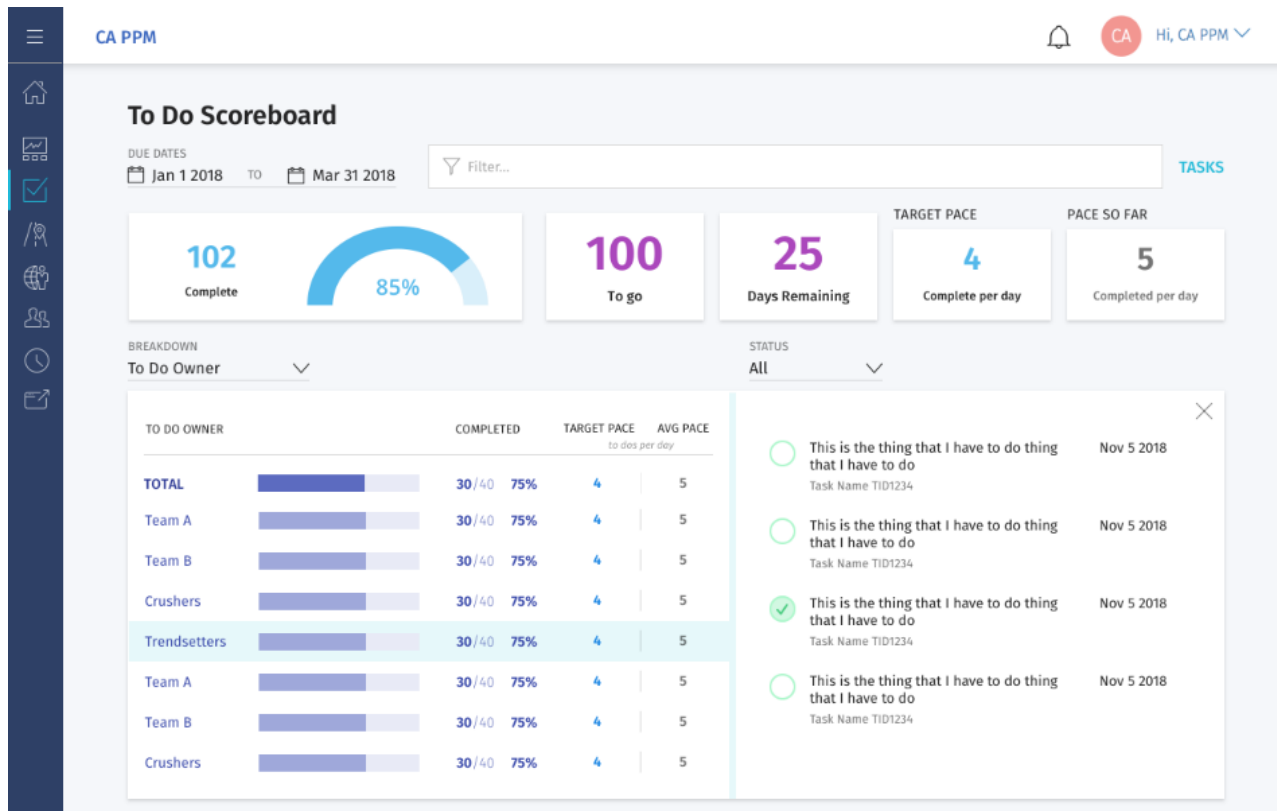 CA PPM
CA
Hi, CA PPM
To Do Scoreboard
DUE DATES
Jan 1 2018 TO Mar 31 2018
Filter...
TASKS
102
Complete
85%
100
To go
25
Days Remaining
TARGET PACE
4
Complete per day
PACE SO FAR
5
Completed per day
BREAKDOWN
To Do Owner
STATUS
All
TO DO OWNER COMPLETED TARGET PACE AVG PACE
to dos per day
TOTAL 30/40 75% 4 5
Team A 30/40 75% 4 5
Team B 30/40 75% 4 5
Crushers 30/40 75% 4 5
Trendsetters 30/40 75% 4 5
Team A 30/40 75% 4 5
Team B 30/40 75% 4 5
Crushers 30/40 75% 4 5
This is the thing that I have to do thing Nov 5 2018
that I have to do
Task Name TID1234
This is the thing that I have to do thing Nov 5 2018
that I have to do
Task Name TID1234
This is the thing that I have to do thing Nov 5 2018
that I have to do
Task Name TID1234
This is the thing that I have to do thing Nov 5 2018
that I have to do
Task Name TID1234